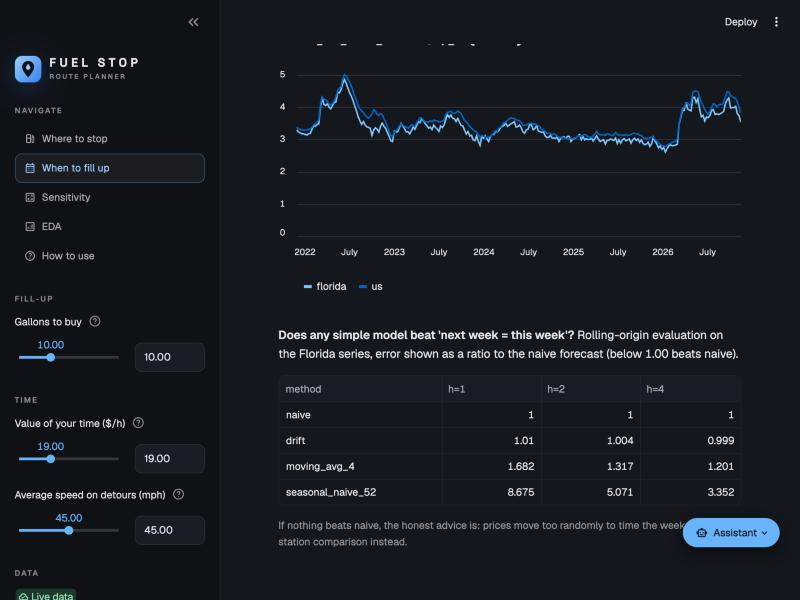 Deploy
FUEL STOP
ROUTE PLANNER
NAVIGATE
Where to stop
When to fill up
Sensitivity
EDA
How to use
FILL-UP
Gallons to buy
10.00
10.00
TIME
Value of your time ($/h)
19.00
19.00
Average speed on detours (mph)
45.00
45.00
DATA
Live data
5
4
3
2
1
0
2022 July 2023 July 2024 July 2025 July 2026 July
florida us
Does any simple model beat 'next week = this week'? Rolling-origin evaluation on
the Florida series, error shown as a ratio to the naive forecast (below 1.00 beats naive).
method h=1 h=2 h=4
naive 1 1 1
drift 1.01 1.004 0.999
moving_avg_4 1.682 1.317 1.201
seasonal_naive_52 8.675 5.071 3.352
If nothing beats naive, the honest advice is: prices move too randomly to time the week
station comparison instead.
Assistant